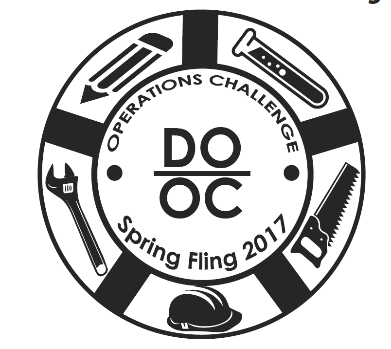 OPERATIONS CHALLENGE
DO
OC
Spring Fling 2017